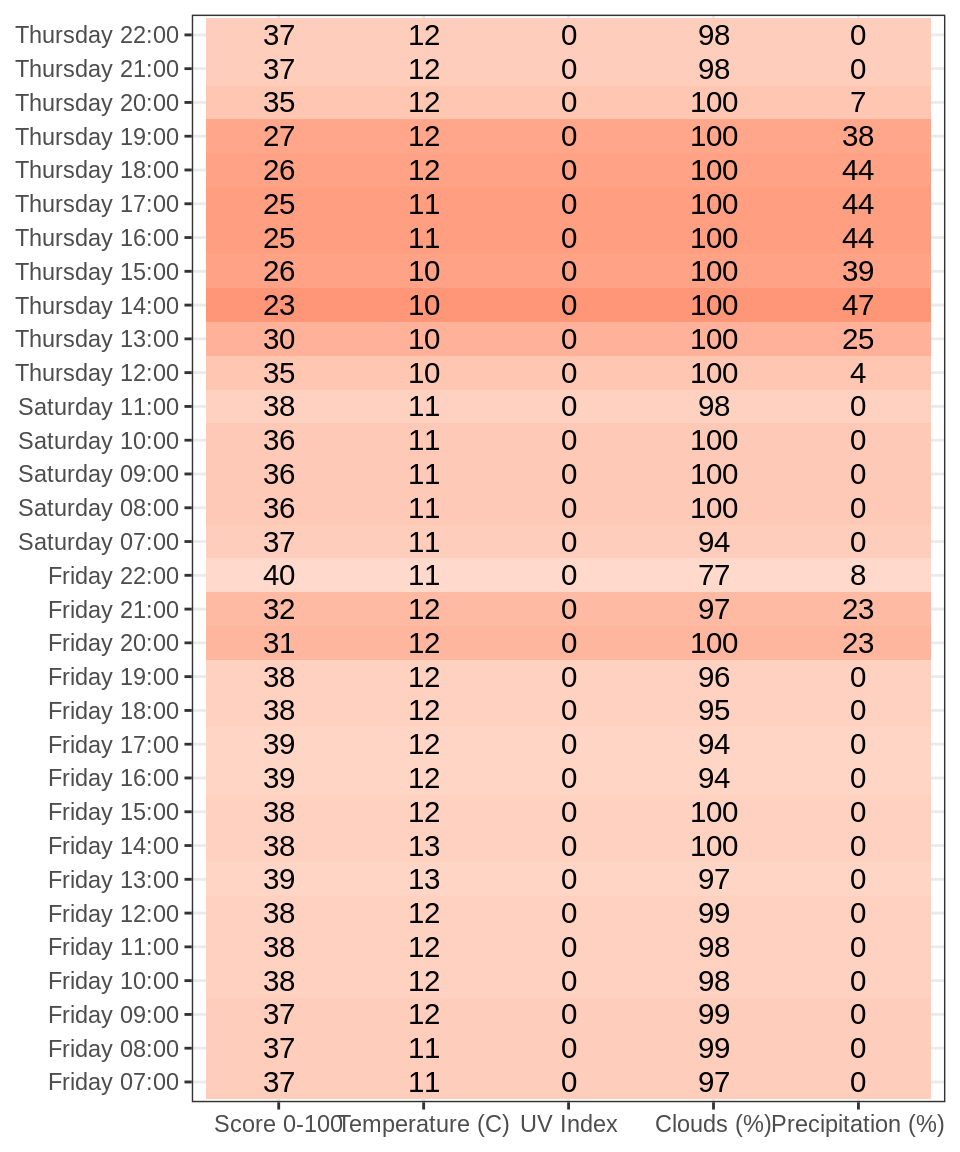 Thursday 22:00 37 12 0 98 0
Thursday 21:00 37 12 0 98 0
Thursday 20:00 35 12 0 100 7
Thursday 19:00 27 12 0 100 38
Thursday 18:00 26 12 0 100 44
Thursday 17:00 25 11 0 100 44
Thursday 16:00 25 11 0 100 44
Thursday 15:00 26 10 0 100 39
Thursday 14:00 23 10 0 100 47
Thursday 13:00 30 10 0 100 25
Thursday 12:00 35 10 0 100 4
Saturday 11:00 38 11 0 98 0
Saturday 10:00 36 11 0 100 0
Saturday 09:00 36 11 0 100 0
Saturday 08:00 36 11 0 100 0
Saturday 07:00 37 11 0 94 0
Friday 22:00 40 11 0 77 8
Friday 21:00 32 12 0 97 23
Friday 20:00 31 12 0 100 23
Friday 19:00 38 12 0 96 0
Friday 18:00 38 12 0 95 0
Friday 17:00 39 12 0 94 0
Friday 16:00 39 12 0 94 0
Friday 15:00 38 12 0 100 0
Friday 14:00 38 13 0 100 0
Friday 13:00 39 13 0 97 0
Friday 12:00 38 12 0 99 0
Friday 11:00 38 12 0 98 0
Friday 10:00 38 12 0 98 0
Friday 09:00 37 12 0 99 0
Friday 08:00 37 11 0 99 0
Friday 07:00 37 11 0 97 0
Score 0-100 Temperature (C) UV Index Clouds (%) Precipitation (%)